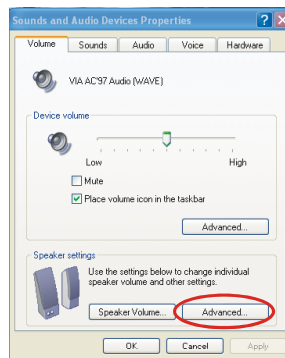 Sounds and Audio Devices Properties
Volume Sounds Audio Voice Hardware
VIA AC'97 Audio (WAVE)
Device volume
Low High
Mute
Place volume icon in the taskbar
Advanced...
Speaker settings
Use the settings below to change individual
speaker volume and other settings.
Speaker Volume... Advanced...
OK Cancel Apply